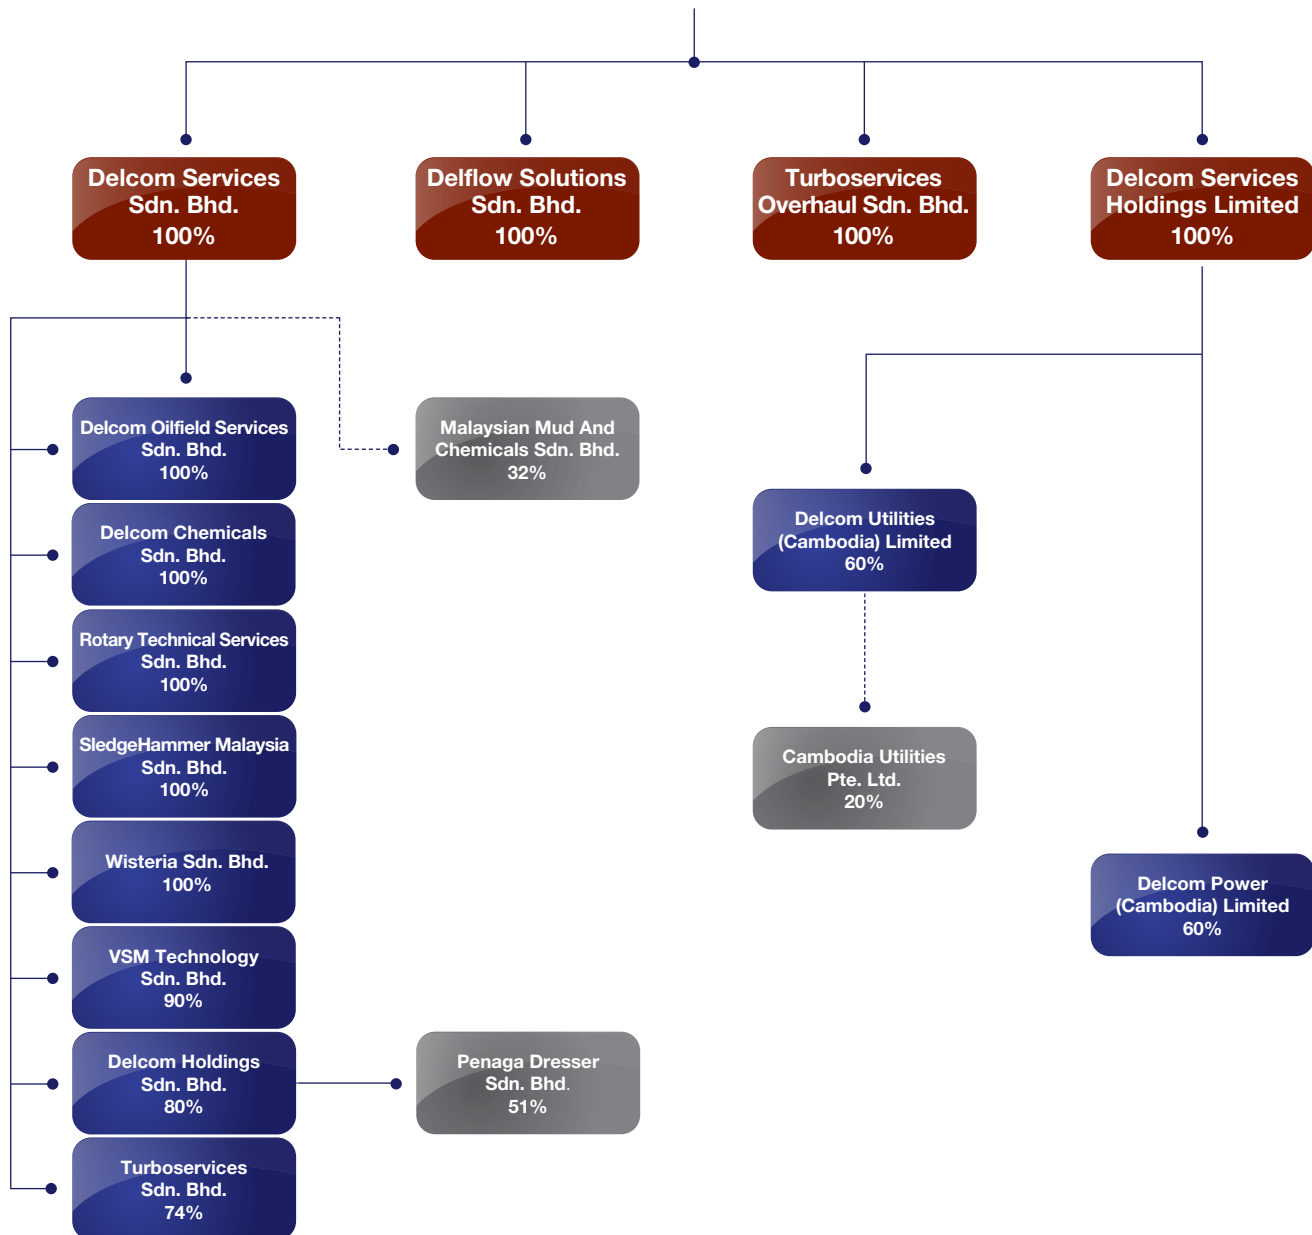 Delcom Services
Sdn. Bhd.
100%
Delflow Solutions
Sdn. Bhd.
100%
Turboservices
Overhaul Sdn. Bhd.
100%
Delcom Services
Holdings Limited
100%
Delcom Oilfield Services
Sdn. Bhd.
100%
Malaysian Mud And
Chemicals Sdn. Bhd.
32%
Delcom Chemicals
Sdn. Bhd.
100%
Delcom Utilities
(Cambodia) Limited
60%
Rotary Technical Services
Sdn. Bhd.
100%
SledgeHammer Malaysia
Sdn. Bhd.
100%
Cambodia Utilities
Pte. Ltd.
20%
Wisteria Sdn. Bhd.
100%
Delcom Power
(Cambodia) Limited
60%
VSM Technology
Sdn. Bhd.
90%
Delcom Holdings
Sdn. Bhd.
80%
Penaga Dresser
Sdn. Bhd.
51%
Turboservices
Sdn. Bhd.
74%